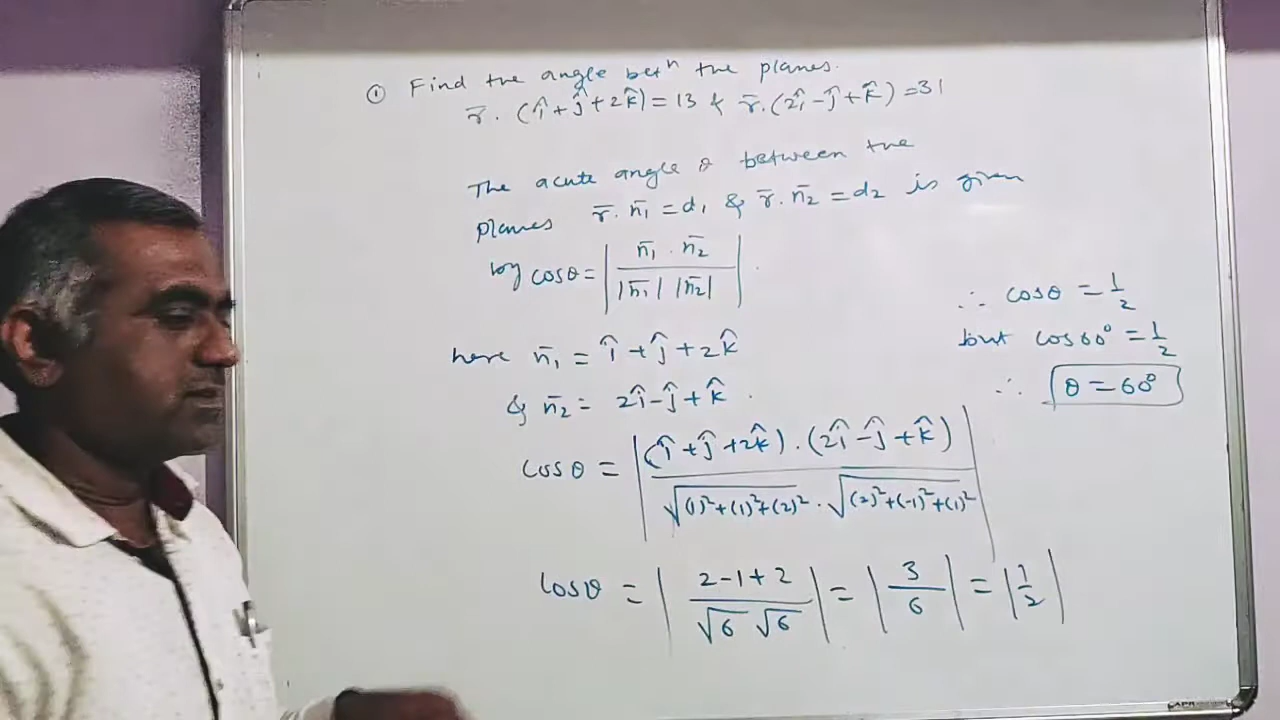 ① Find the angle betⁿ the planes.
r̄ . (î + ĵ + 2k̂) = 13 & r̄ . (2î - ĵ + k̂) = 31
The acute angle θ between the
planes r̄ . n̄₁ = d₁ & r̄ . n̄₂ = d₂ is given
by cosθ = | n̄₁ . n̄₂ / |n̄₁| |n̄₂| | .
here n̄₁ = î + ĵ + 2k̂
& n̄₂ = 2î - ĵ + k̂ .
cosθ = | (î + ĵ + 2k̂) . (2î - ĵ + k̂) / √(1)² + (1)² + (2)² . √(2)² + (-1)² + (1)² |
cosθ = | 2 - 1 + 2 / √6 √6 | = | 3 / 6 | = | 1/2 |
∴ cosθ = 1/2
but cos60° = 1/2
∴ θ = 60°